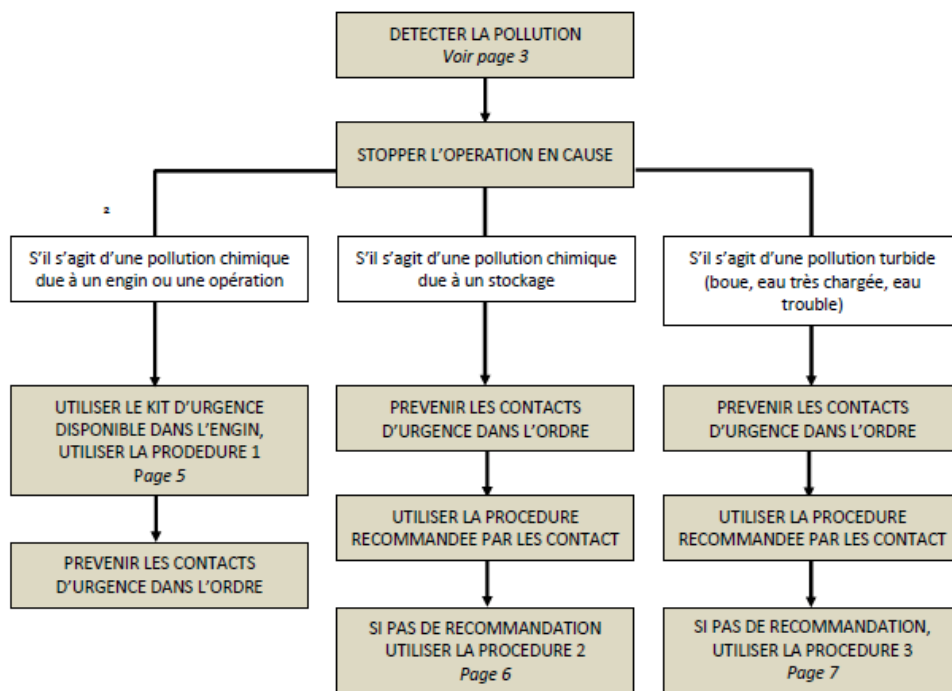 DETECTER LA POLLUTION
Voir page 3
STOPPER L'OPERATION EN CAUSE
²
S'il s'agit d'une pollution chimique
due à un engin ou une opération
S'il s'agit d'une pollution chimique
due à un stockage
S'il s'agit d'une pollution turbide
(boue, eau très chargée, eau
trouble)
UTILISER LE KIT D'URGENCE
DISPONIBLE DANS L'ENGIN,
UTILISER LA PRODEDURE 1
Page 5
PREVENIR LES CONTACTS
D'URGENCE DANS L'ORDRE
PREVENIR LES CONTACTS
D'URGENCE DANS L'ORDRE
UTILISER LA PROCEDURE
RECOMMANDEE PAR LES CONTACT
SI PAS DE RECOMMANDATION
UTILISER LA PROCEDURE 2
Page 6
PREVENIR LES CONTACTS
D'URGENCE DANS L'ORDRE
UTILISER LA PROCEDURE
RECOMMANDEE PAR LES CONTACT
SI PAS DE RECOMMANDATION,
UTILISER LA PROCEDURE 3
Page 7